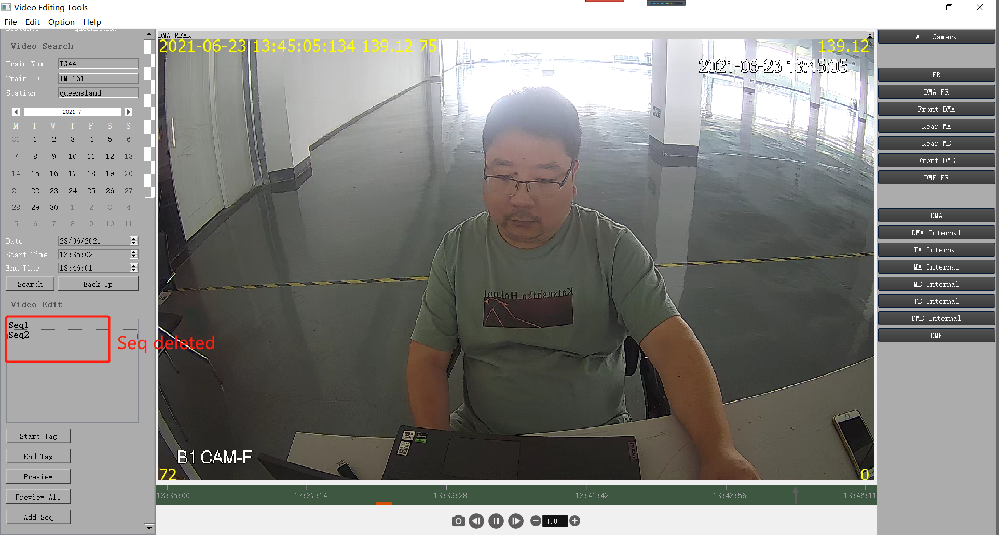 Video Editing Tools
File Edit Option Help
Video Search
Train Num TG44
Train ID IMU161
Station queensland
2021 7
M T W T F S S
31 1 2 3 4 5 6
7 8 9 10 11 12 13
14 15 16 17 18 19 20
21 22 23 24 25 26 27
28 29 30 1 2 3 4
5 6 7 8 9 10 11
Date 23/06/2021
Start Time 13:35:02
End Time 13:46:01
Search Back Up
Video Edit
Seq1
Seq2
Seq deleted
Start Tag
End Tag
Preview
Preview All
Add Seq
DMA REAR X
2021-06-23 13:45:05:134 139.12 75 139.12
2021-06-23 13:45:05
Katsushika Hokusai
B1 CAM-F
72 0
13:35:00 13:37:14 13:39:28 13:41:42 13:43:56 13:46:11
1.0
All Camera
FR
DMA FR
Front DMA
Rear MA
Rear MB
Front DMB
DMB FR
DMA
DMA Internal
TA Internal
MA Internal
MB Internal
TB Internal
DMB Internal
DMB